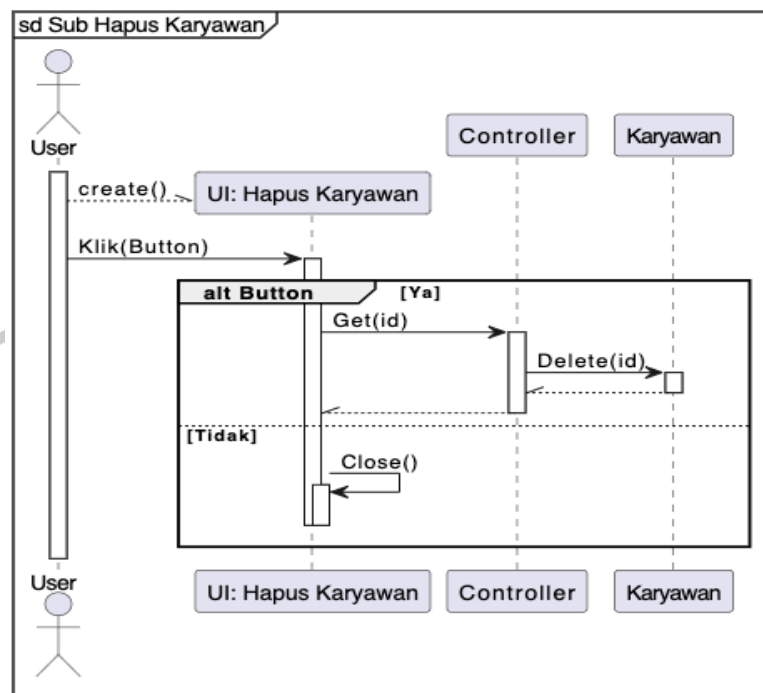 sd Sub Hapus Karyawan
User
Controller
Karyawan
create()
UI: Hapus Karyawan
Klik(Button)
alt Button
[Ya]
Get(id)
Delete(id)
[Tidak]
Close()
User
UI: Hapus Karyawan
Controller
Karyawan